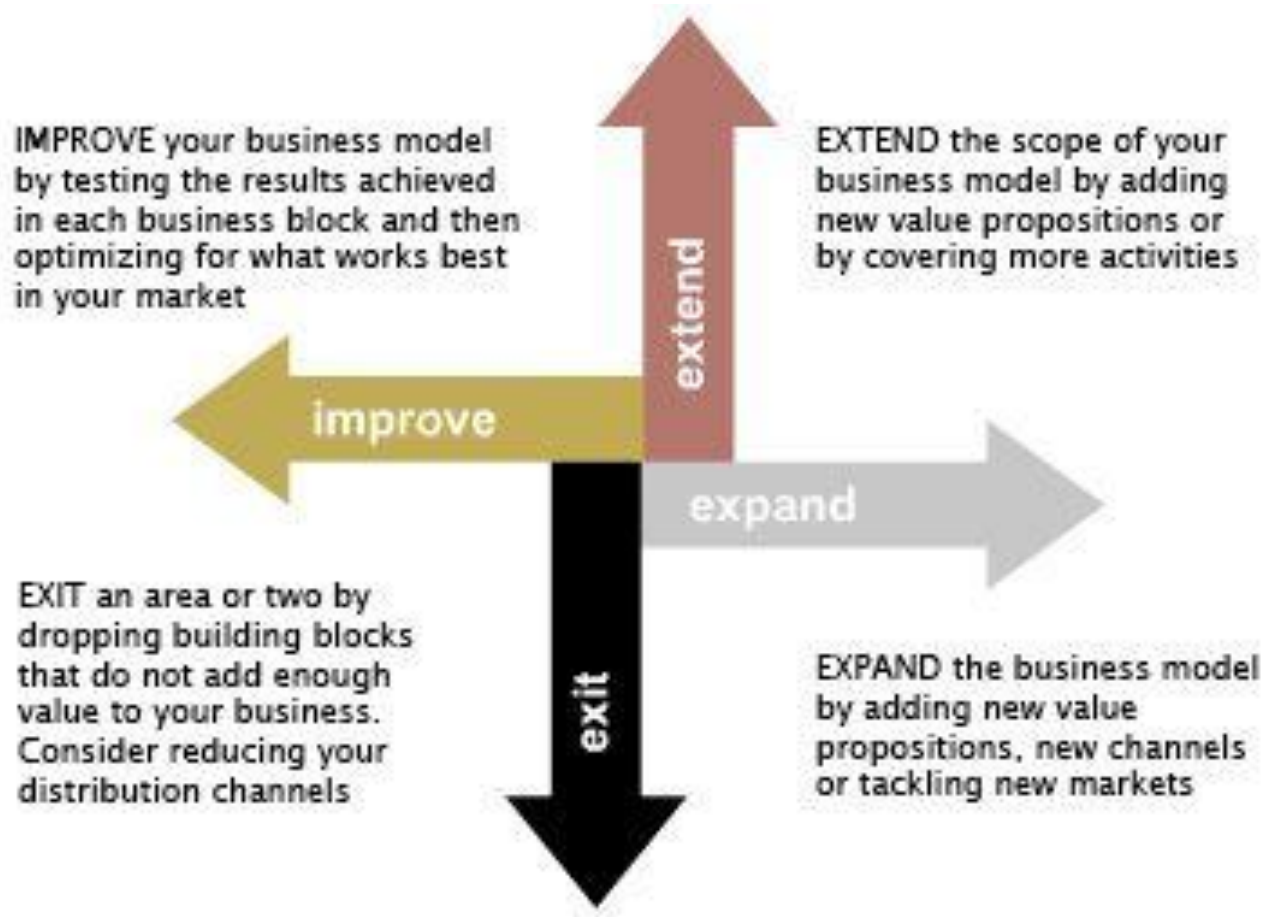 IMPROVE your business model
by testing the results achieved
in each business block and then
optimizing for what works best
in your market
EXTEND the scope of your
business model by adding
new value propositions or
by covering more activities
extend
improve
expand
exit
EXIT an area or two by
dropping building blocks
that do not add enough
value to your business.
Consider reducing your
distribution channels
EXPAND the business model
by adding new value
propositions, new channels
or tackling new markets